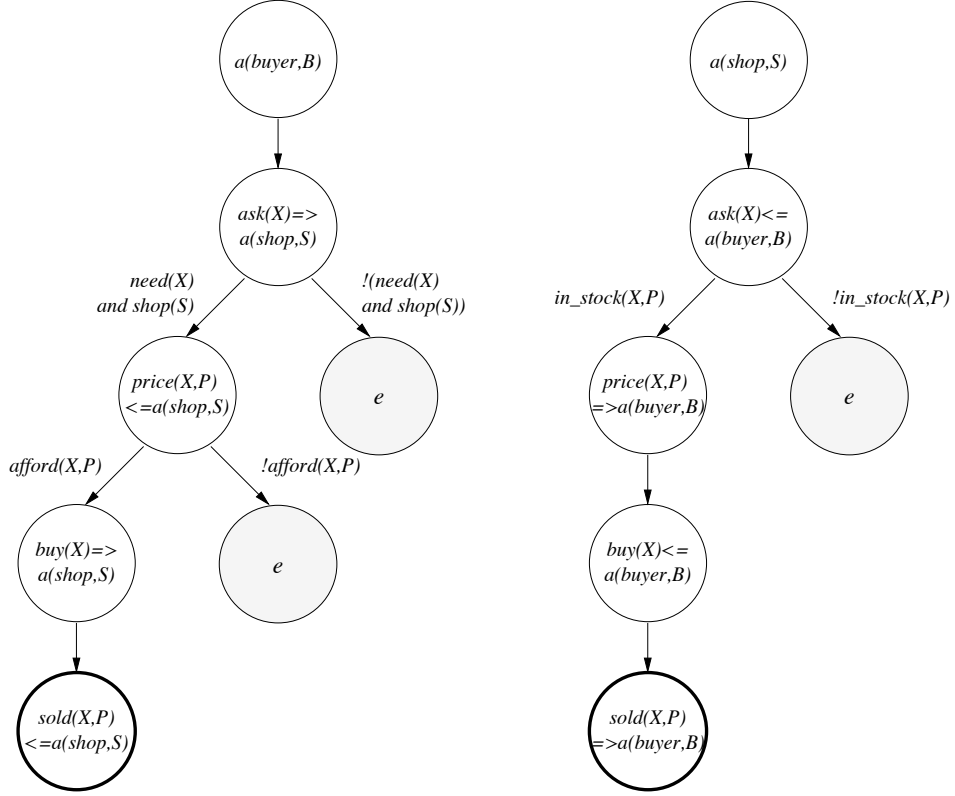 a(buyer,B)
ask(X)=>
a(shop,S)
need(X)
and shop(S)
!(need(X)
and shop(S))
price(X,P)
<=a(shop,S)
e
afford(X,P)
!afford(X,P)
buy(X)=>
a(shop,S)
e
sold(X,P)
<=a(shop,S)
a(shop,S)
ask(X)<=
a(buyer,B)
in_stock(X,P)
!in_stock(X,P)
price(X,P)
=>a(buyer,B)
e
buy(X)<=
a(buyer,B)
sold(X,P)
=>a(buyer,B)